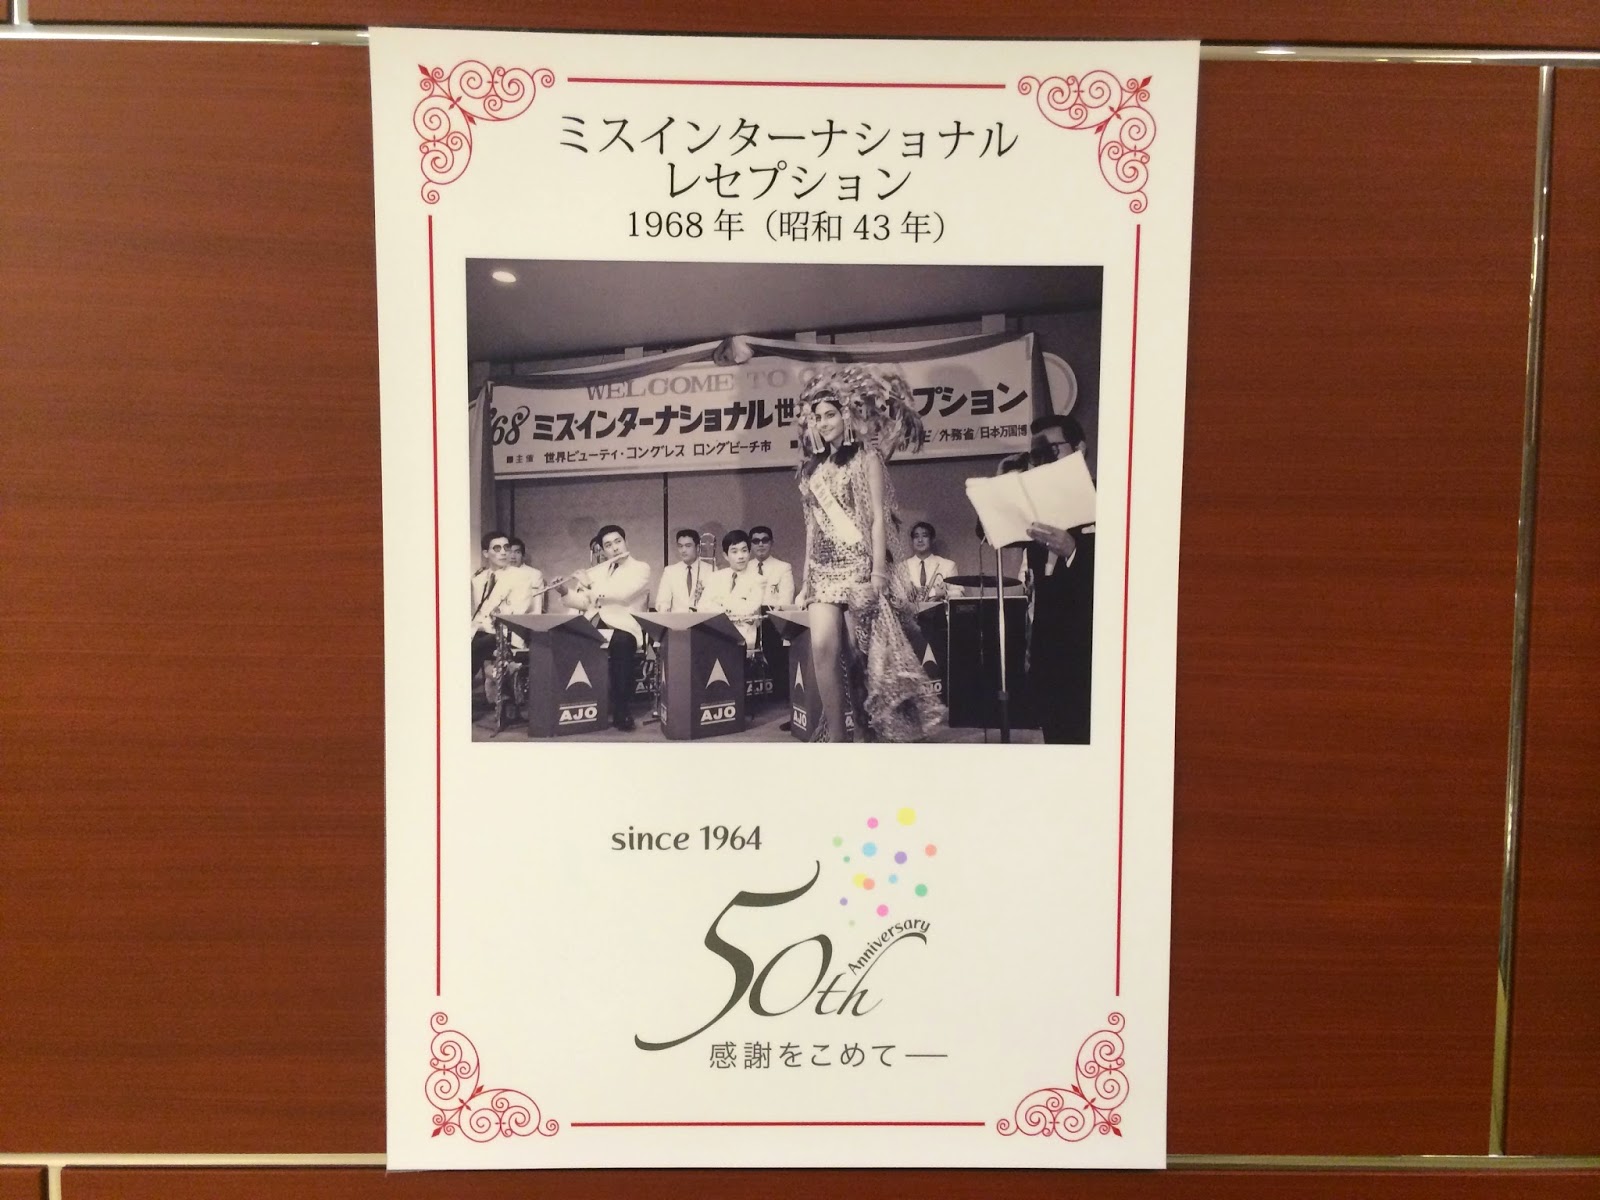 ミスインターナショナル
レセプション
1968年（昭和43年）
WELCOME TO
'68 ミス・インターナショナル世 プション
■主催 世界ビューティ・コングレス ロングビーチ市 ■ /外務省/日本万国博
AJO
AJO
AJO
AJO
AJO
since 1964
50th
Anniversary
感謝をこめて―